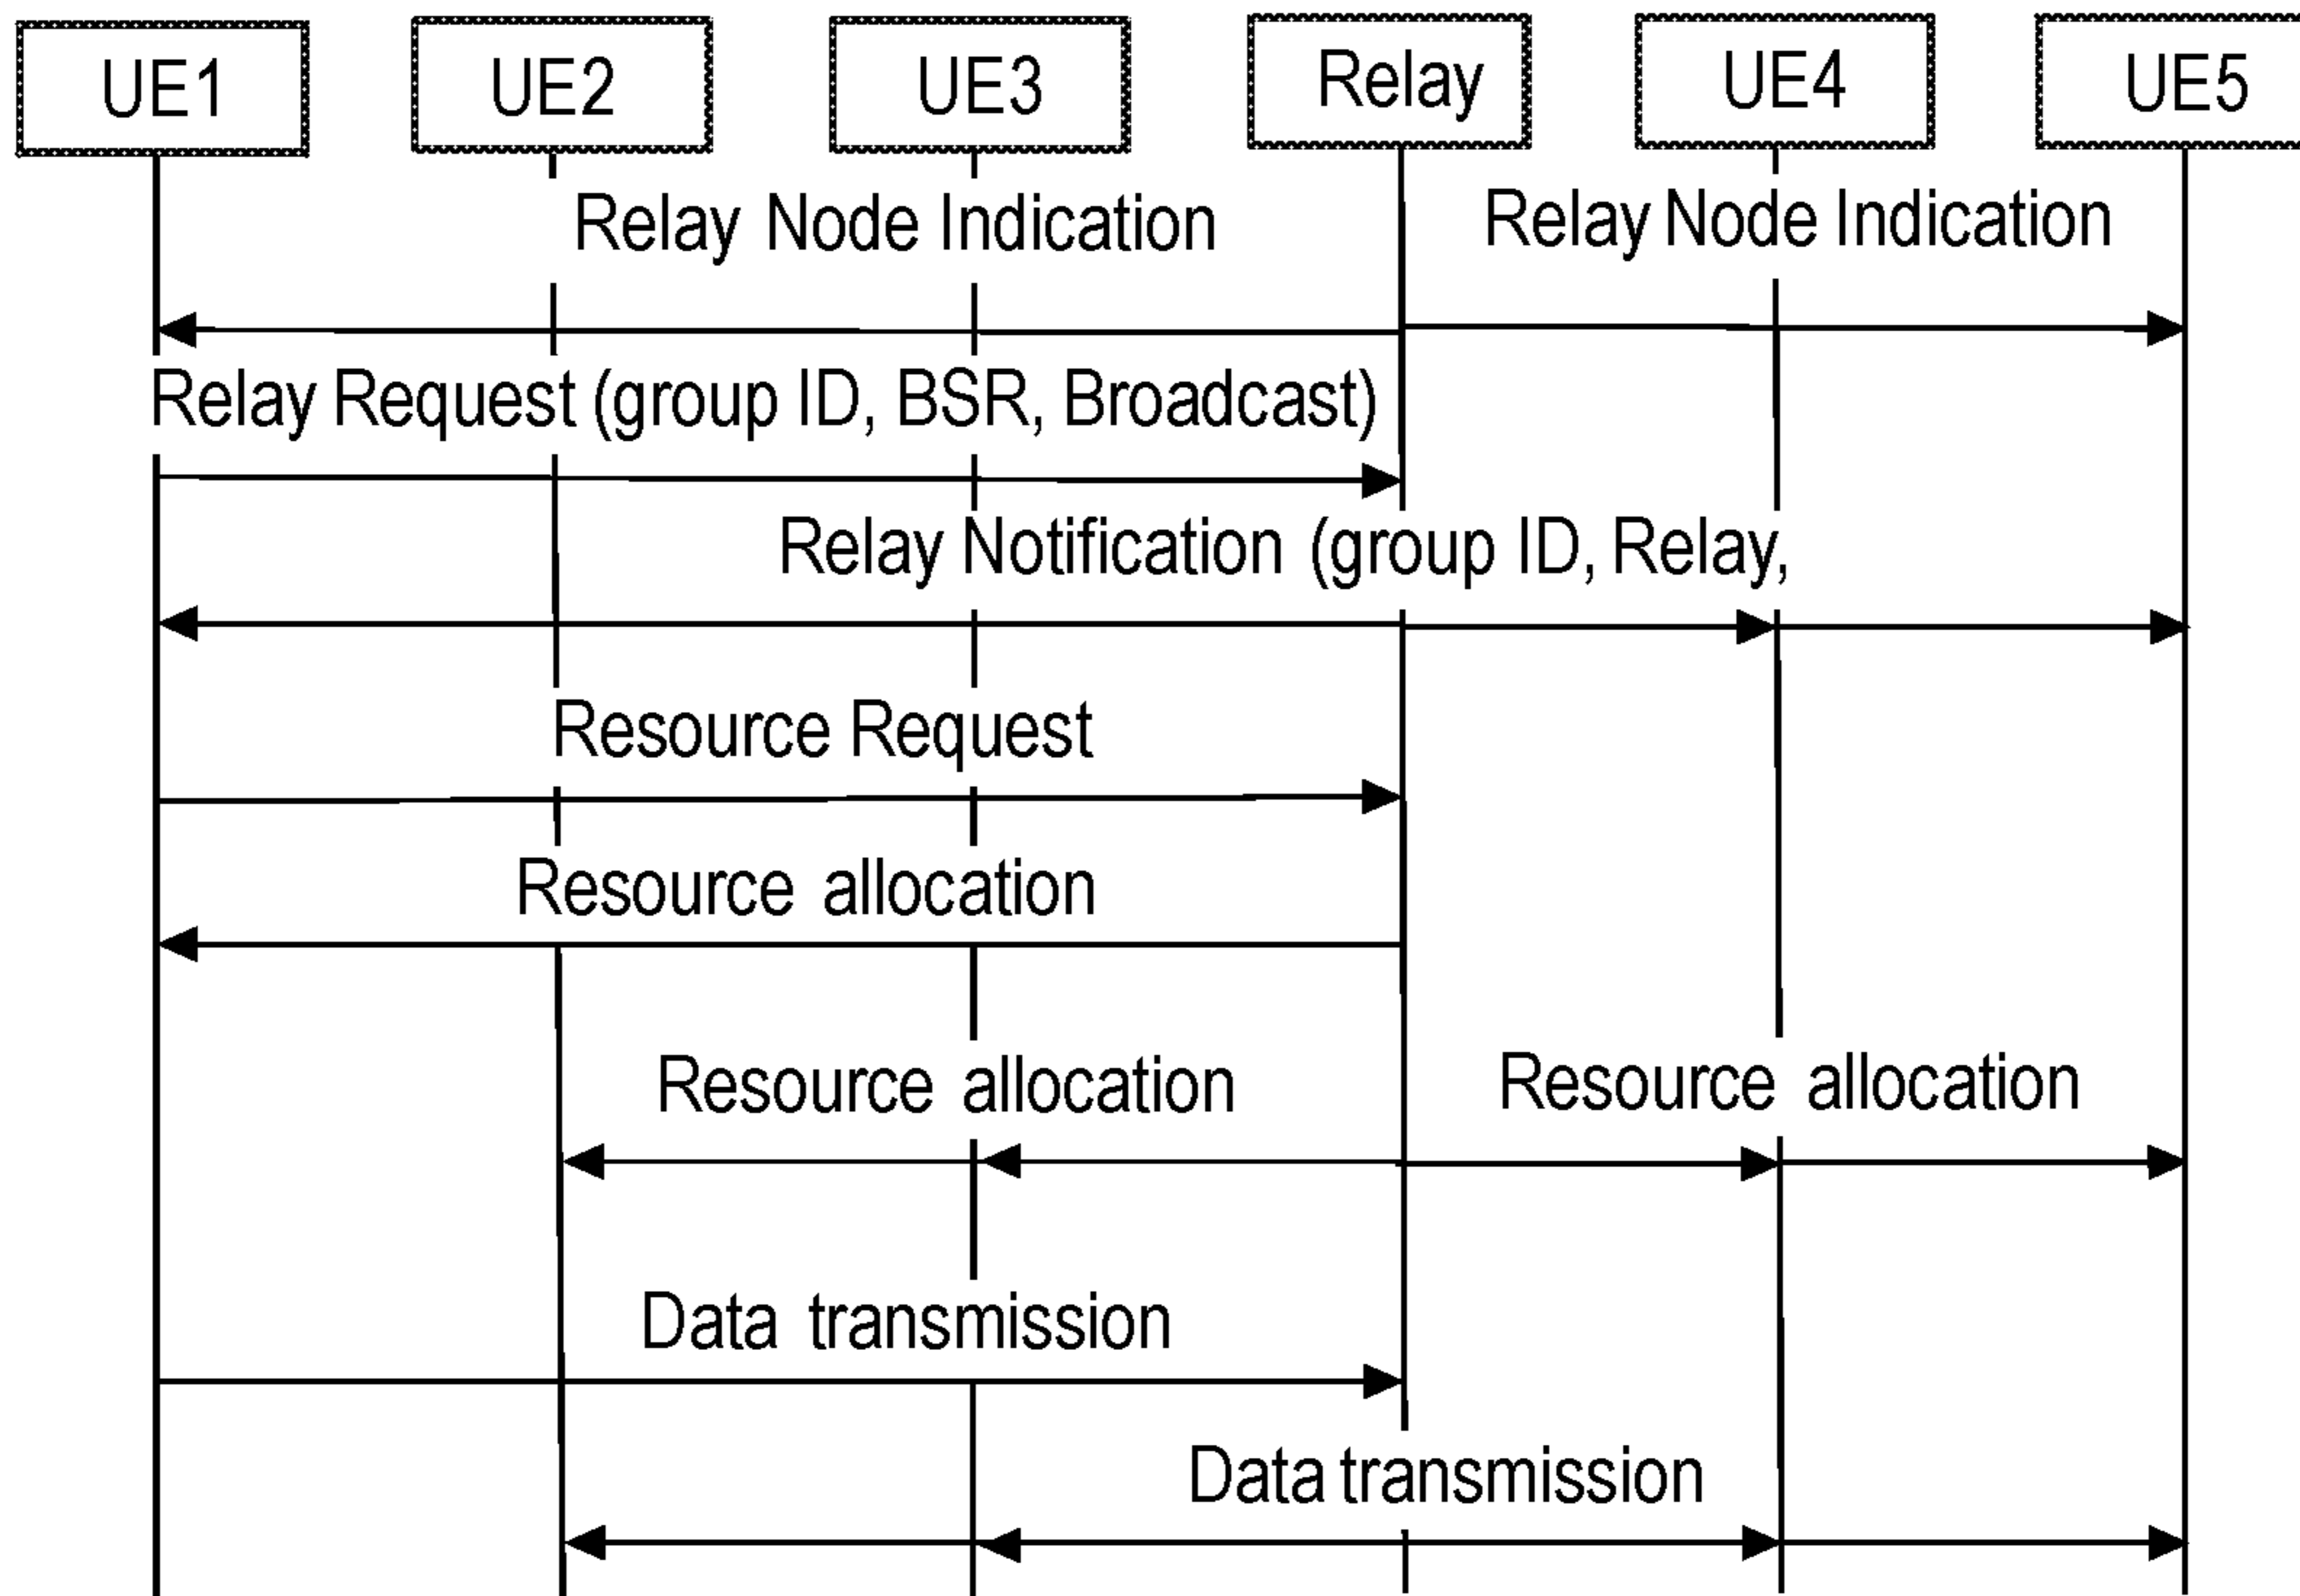 UE1
UE2
UE3
Relay
UE4
UE5
Relay Node Indication
Relay Node Indication
Relay Request (group ID, BSR, Broadcast)
Relay Notification (group ID, Relay,
Resource Request
Resource allocation
Resource allocation
Resource allocation
Data transmission
Data transmission